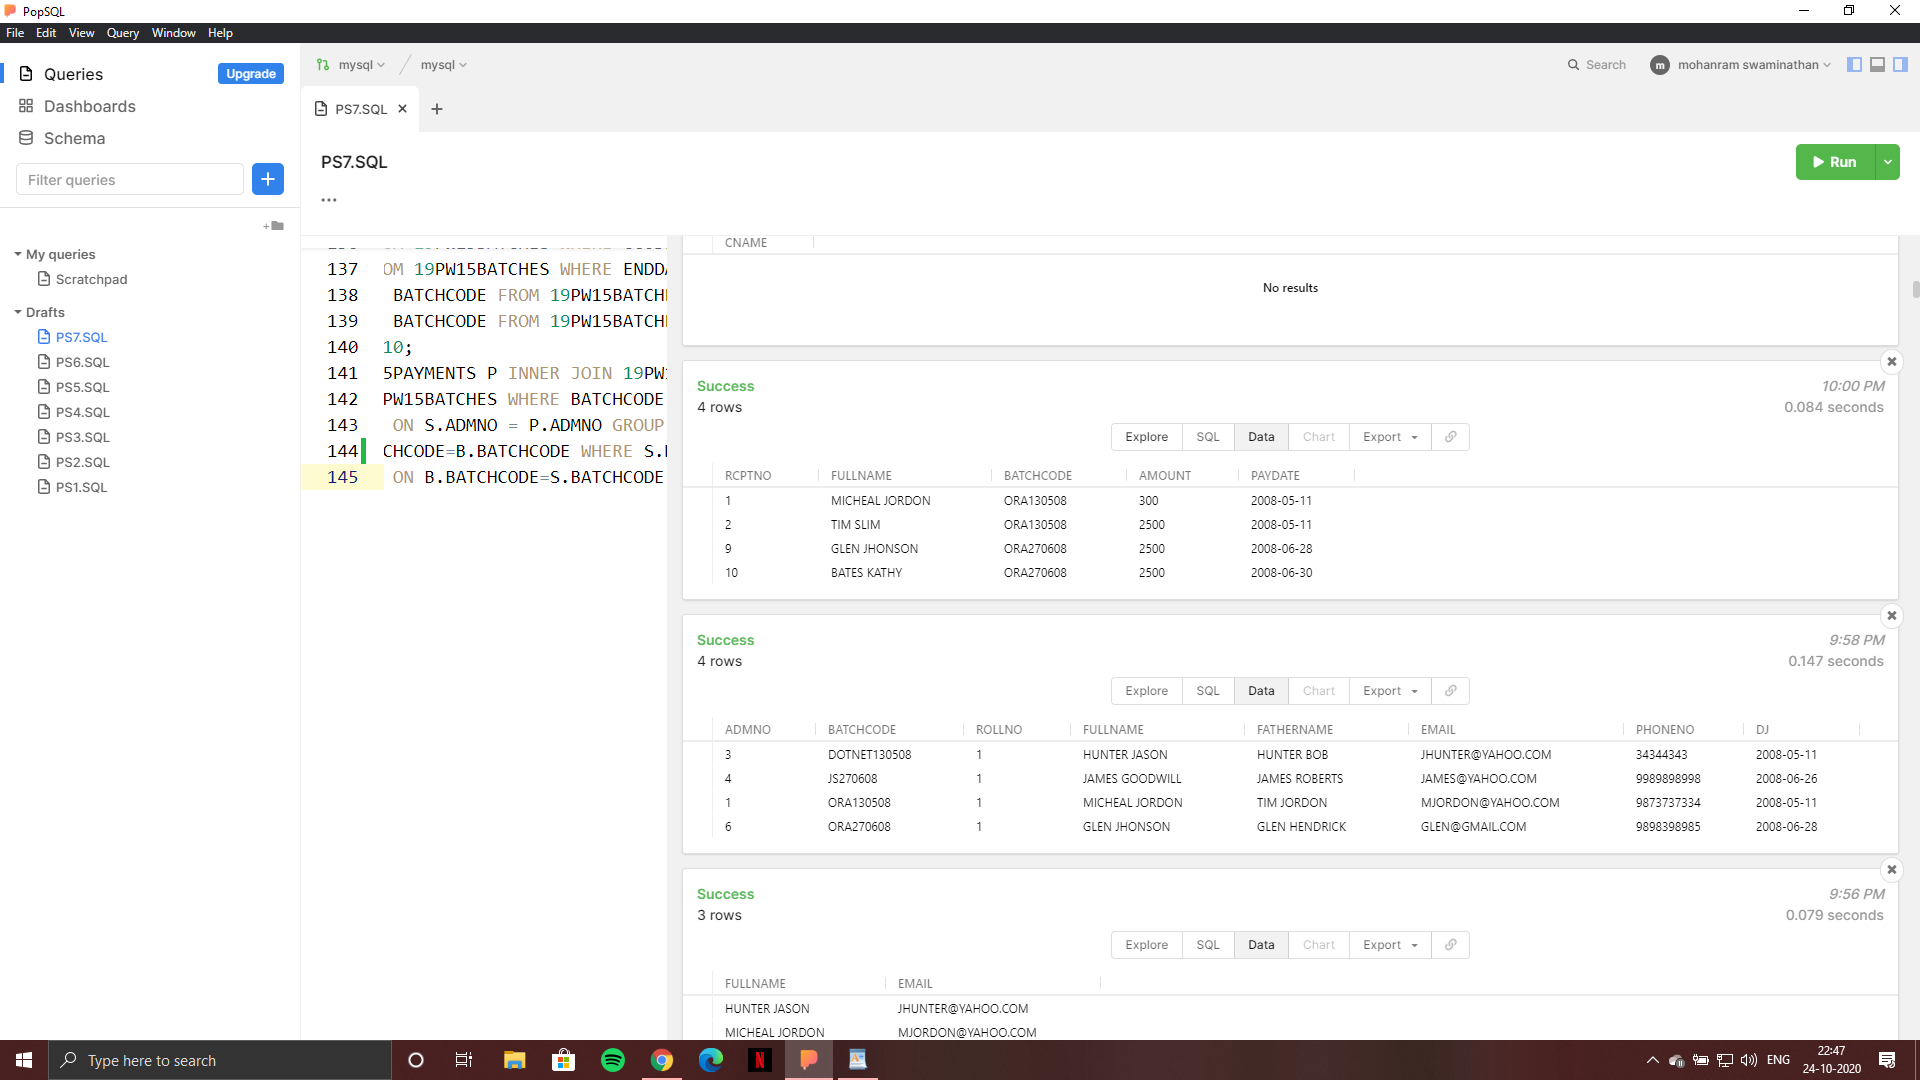 PopSQL
File Edit View Query Window Help
Queries Upgrade
Dashboards
Schema
Filter queries
My queries
Scratchpad
Drafts
PS7.SQL
PS6.SQL
PS5.SQL
PS4.SQL
PS3.SQL
PS2.SQL
PS1.SQL
mysql mysql Search m mohanram swaminathan
PS7.SQL
PS7.SQL Run
...
137 OM 19PW15BATCHES WHERE ENDDA
138 BATCHCODE FROM 19PW15BATCHE
139 BATCHCODE FROM 19PW15BATCHE
140 10;
141 5PAYMENTS P INNER JOIN 19PW1
142 PW15BATCHES WHERE BATCHCODE
143 ON S.ADMNO = P.ADMNO GROUP
144 CHCODE=B.BATCHCODE WHERE S.
145 ON B.BATCHCODE=S.BATCHCODE
CNAME
No results
Success 10:00 PM
4 rows 0.084 seconds
Explore SQL Data Chart Export
RCPTNO FULLNAME BATCHCODE AMOUNT PAYDATE
1 MICHEAL JORDON ORA130508 300 2008-05-11
2 TIM SLIM ORA130508 2500 2008-05-11
9 GLEN JHONSON ORA270608 2500 2008-06-28
10 BATES KATHY ORA270608 2500 2008-06-30
Success 9:58 PM
4 rows 0.147 seconds
Explore SQL Data Chart Export
ADMNO BATCHCODE ROLLNO FULLNAME FATHERNAME EMAIL PHONENO DJ
3 DOTNET130508 1 HUNTER JASON HUNTER BOB JHUNTER@YAHOO.COM 34344343 2008-05-11
4 JS270608 1 JAMES GOODWILL JAMES ROBERTS JAMES@YAHOO.COM 9989898998 2008-06-26
1 ORA130508 1 MICHEAL JORDON TIM JORDON MJORDON@YAHOO.COM 9873737334 2008-05-11
6 ORA270608 1 GLEN JHONSON GLEN HENDRICK GLEN@GMAIL.COM 9898398985 2008-06-28
Success 9:56 PM
3 rows 0.079 seconds
Explore SQL Data Chart Export
FULLNAME EMAIL
HUNTER JASON JHUNTER@YAHOO.COM
MICHEAL JORDON MJORDON@YAHOO.COM
Type here to search ENG 22:47
24-10-2020